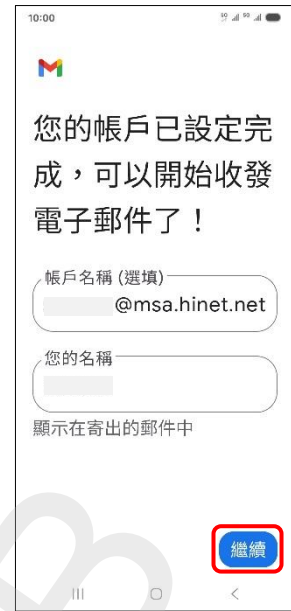 10:00
您的帳戶已設定完
成，可以開始收發
電子郵件了！
帳戶名稱 (選填)
@msa.hinet.net
您的名稱
顯示在寄出的郵件中
繼續